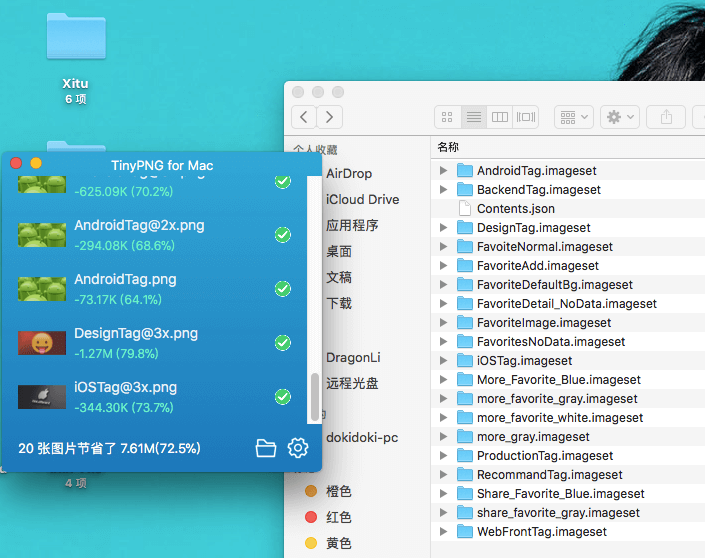 Xitu
6 项
TinyPNG for Mac
-625.09K (70.2%)
AndroidTag@2x.png
-294.08K (68.6%)
AndroidTag.png
-73.17K (64.1%)
DesignTag@3x.png
-1.27M (79.8%)
iOSTag@3x.png
-344.30K (73.7%)
20 张图片节省了 7.61M(72.5%)
4 项
个人收藏
AirDrop
iCloud Drive
应用程序
桌面
文稿
下载
DragonLi
远程光盘
的
dokidoki-pc
橙色
红色
黄色
名称
AndroidTag.imageset
BackendTag.imageset
Contents.json
DesignTag.imageset
FavoiteNormal.imageset
FavoriteAdd.imageset
FavoriteDefaultBg.imageset
FavoriteDetail_NoData.imageset
FavoriteImage.imageset
FavoritesNoData.imageset
iOSTag.imageset
More_Favorite_Blue.imageset
more_favorite_gray.imageset
more_favorite_white.imageset
more_gray.imageset
ProductionTag.imageset
RecommandTag.imageset
Share_Favorite_Blue.imageset
share_favorite_gray.imageset
WebFrontTag.imageset